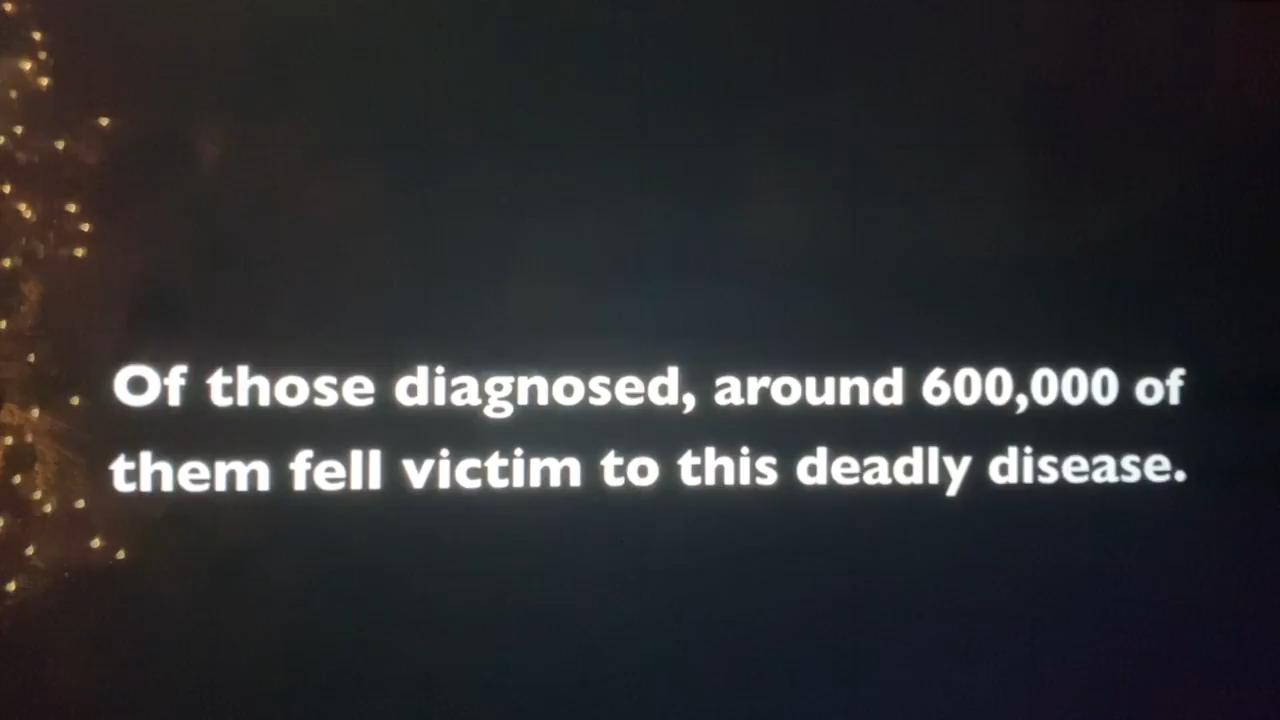 Of those diagnosed, around 600,000 of
them fell victim to this deadly disease.